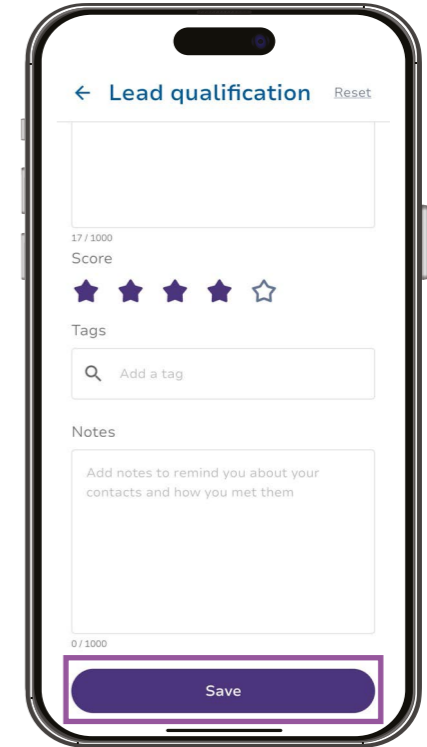 ← Lead qualification Reset
17 / 1000
Score
Tags
Add a tag
Notes
Add notes to remind you about your
contacts and how you met them
0 / 1000
Save